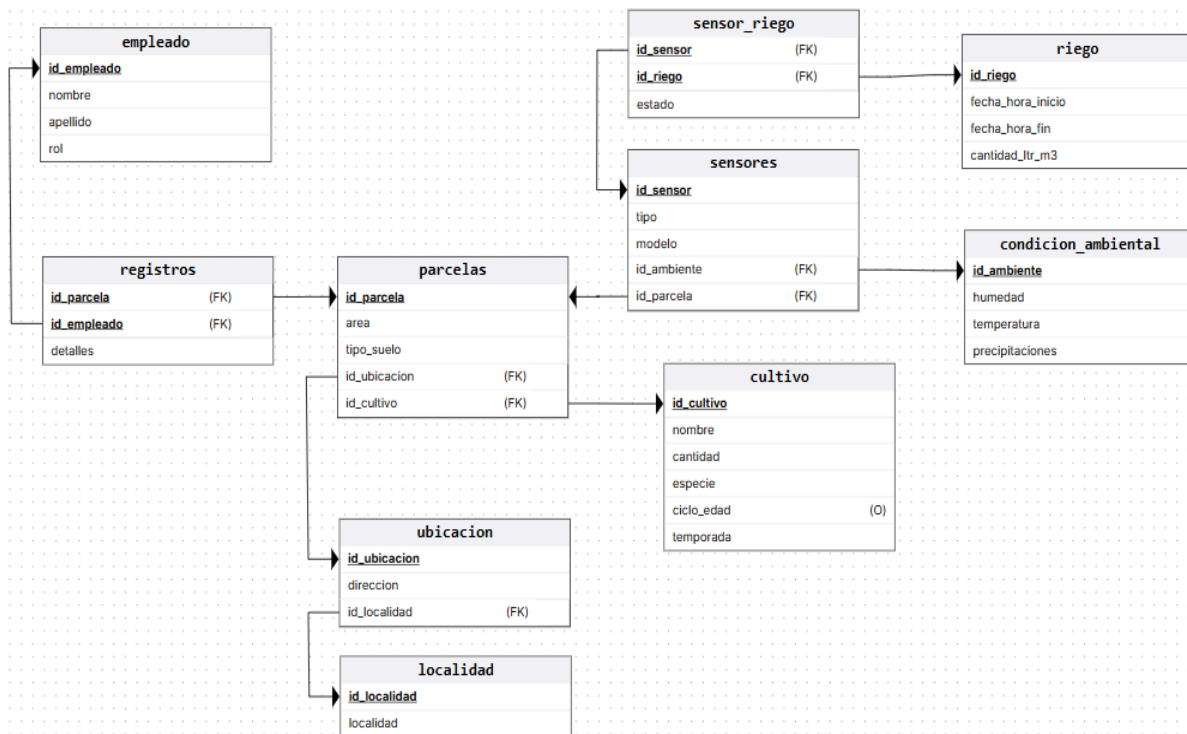 empleado
id_empleado
nombre
apellido
rol
sensor_riego
id_sensor (FK)
id_riego (FK)
estado
riego
id_riego
fecha_hora_inicio
fecha_hora_fin
cantidad_ltr_m3
sensores
id_sensor
tipo
modelo
id_ambiente (FK)
id_parcela (FK)
condicion_ambiental
id_ambiente
humedad
temperatura
precipitaciones
registros
id_parcela (FK)
id_empleado (FK)
detalles
parcelas
id_parcela
area
tipo_suelo
id_ubicacion (FK)
id_cultivo (FK)
cultivo
id_cultivo
nombre
cantidad
especie
ciclo_edad (O)
temporada
ubicacion
id_ubicacion
direccion
id_localidad (FK)
localidad
id_localidad
localidad